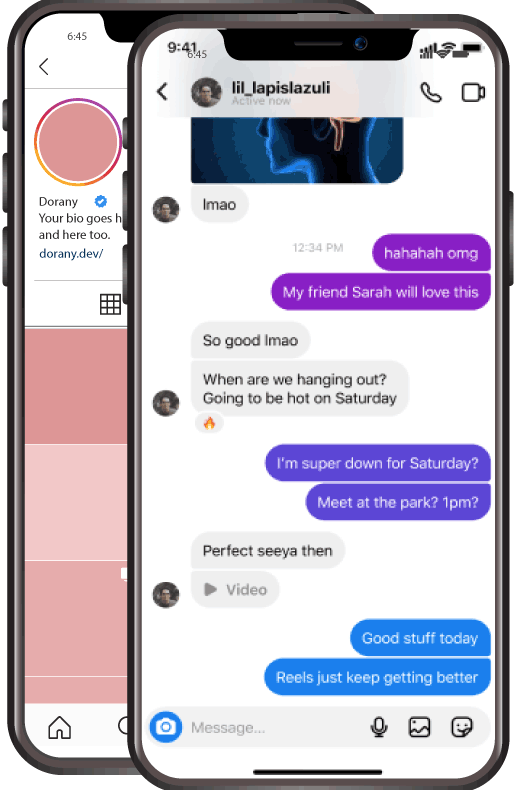 6:45
Dorany
Your bio goes h
and here too.
dorany.dev/
9:41
6:45
lil_lapislazuli
Active now
lmao
12:34 PM
hahahah omg
My friend Sarah will love this
So good lmao
When are we hanging out?
Going to be hot on Saturday
I'm super down for Saturday?
Meet at the park? 1pm?
Perfect seeya then
Video
Good stuff today
Reels just keep getting better
Message...